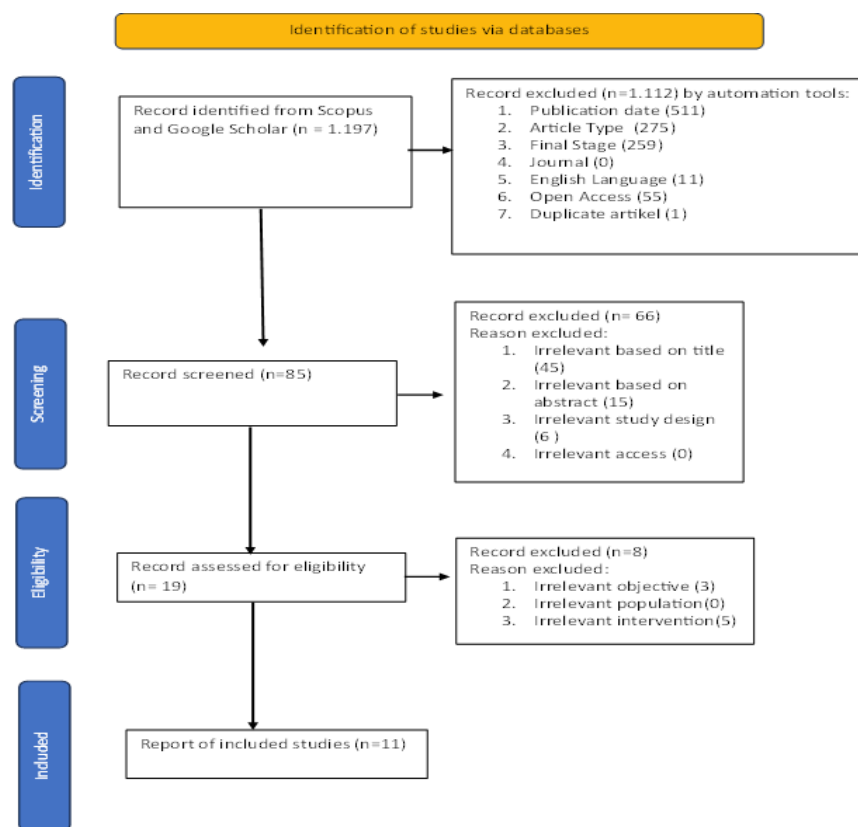 Identification of studies via databases
Identification
Record identified from Scopus
and Google Scholar (n = 1.197)
Record excluded (n=1.112) by automation tools:
1. Publication date (511)
2. Article Type (275)
3. Final Stage (259)
4. Journal (0)
5. English Language (11)
6. Open Access (55)
7. Duplicate artikel (1)
Screening
Record screened (n=85)
Record excluded (n= 66)
Reason excluded:
1. Irrelevant based on title
(45)
2. Irrelevant based on
abstract (15)
3. Irrelevant study design
(6 )
4. Irrelevant access (0)
Eligibility
Record assessed for eligibility
(n= 19)
Record excluded (n=8)
Reason excluded:
1. Irrelevant objective (3)
2. Irrelevant population(0)
3. Irrelevant intervention(5)
Included
Report of included studies (n=11)